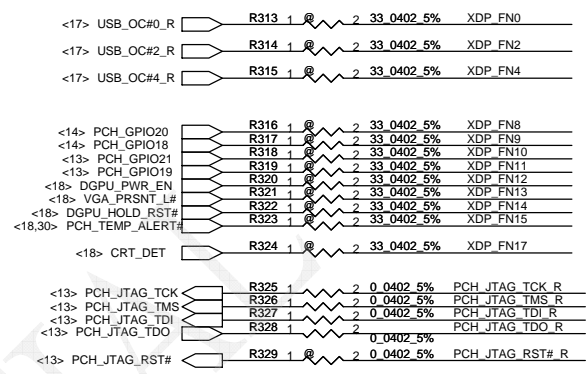 <17> USB_OC#0_R R313 1 @ 2 33_0402_5% XDP_FN0
<17> USB_OC#2_R R314 1 @ 2 33_0402_5% XDP_FN2
<17> USB_OC#4_R R315 1 @ 2 33_0402_5% XDP_FN4
<14> PCH_GPIO20 R316 1 @ 2 33_0402_5% XDP_FN8
<14> PCH_GPIO18 R317 1 @ 2 33_0402_5% XDP_FN9
<13> PCH_GPIO21 R318 1 @ 2 33_0402_5% XDP_FN10
<13> PCH_GPIO19 R319 1 @ 2 33_0402_5% XDP_FN11
<18> DGPU_PWR_EN R320 1 @ 2 33_0402_5% XDP_FN12
<18> VGA_PRSNT_L# R321 1 @ 2 33_0402_5% XDP_FN13
<18> DGPU_HOLD_RST# R322 1 @ 2 33_0402_5% XDP_FN14
<18,30> PCH_TEMP_ALERT# R323 1 @ 2 33_0402_5% XDP_FN15
<18> CRT_DET R324 1 @ 2 33_0402_5% XDP_FN17
<13> PCH_JTAG_TCK R325 1 2 0_0402_5% PCH_JTAG_TCK_R
<13> PCH_JTAG_TMS R326 1 2 0_0402_5% PCH_JTAG_TMS_R
<13> PCH_JTAG_TDI R327 1 2 0_0402_5% PCH_JTAG_TDI_R
<13> PCH_JTAG_TDO R328 1 2 PCH_JTAG_TDO_R
0_0402_5%
<13> PCH_JTAG_RST# R329 1 @ 2 0_0402_5% PCH_JTAG_RST#_R